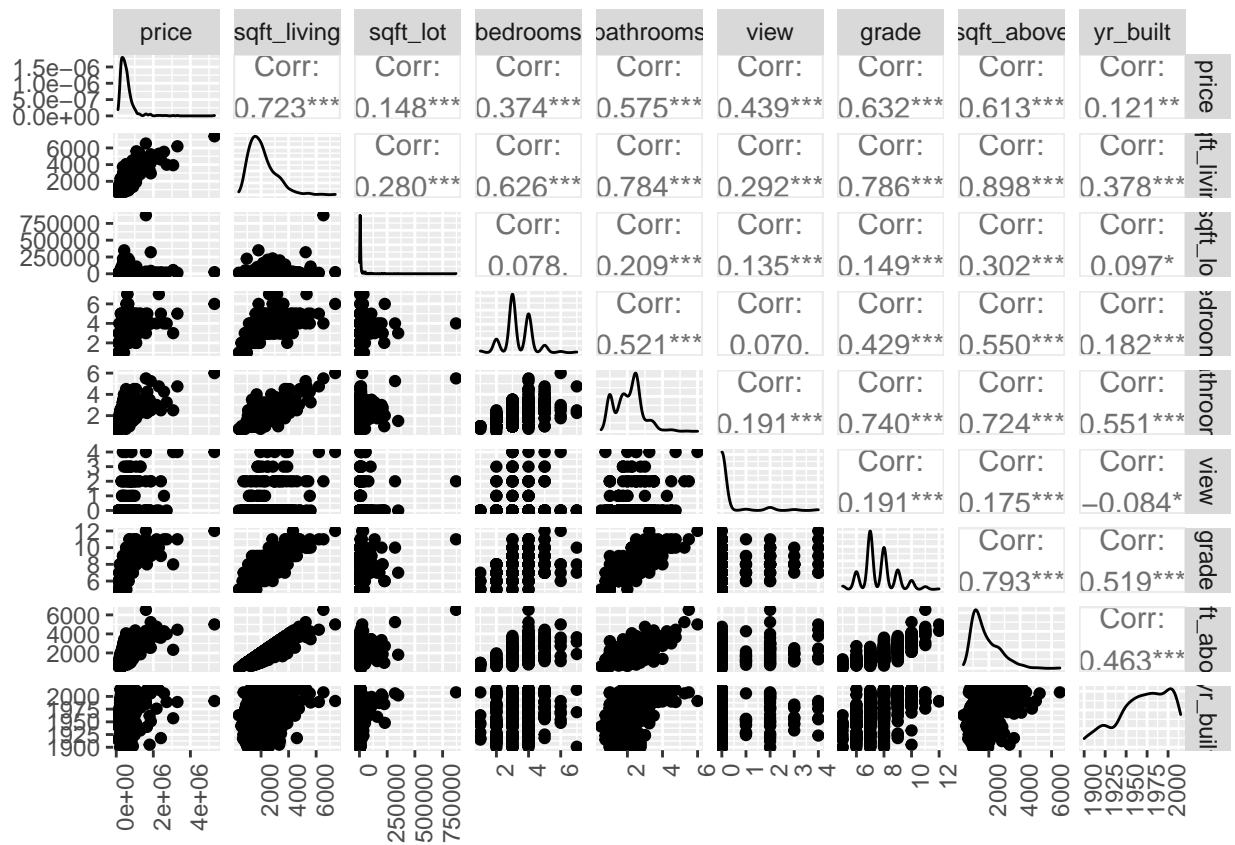 price sqft_living sqft_lot bedrooms bathrooms view grade sqft_above yr_built
1.5e−06
1.0e−06
5.0e−07
0.0e+00
Corr: Corr: Corr: Corr: Corr: Corr: Corr: Corr:
0.723*** 0.148*** 0.374*** 0.575*** 0.439*** 0.632*** 0.613*** 0.121**
price
6000
4000
2000
Corr: Corr: Corr: Corr: Corr: Corr: Corr:
0.280*** 0.626*** 0.784*** 0.292*** 0.786*** 0.898*** 0.378***
ft_livin
750000
500000
250000
0
Corr: Corr: Corr: Corr: Corr: Corr:
0.078. 0.209*** 0.135*** 0.149*** 0.302*** 0.097*
sqft_lo
6
4
2
Corr: Corr: Corr: Corr: Corr:
0.521*** 0.070. 0.429*** 0.550*** 0.182***
edroom
6
4
2
Corr: Corr: Corr: Corr:
0.191*** 0.740*** 0.724*** 0.551***
throom
4
3
2
1
0
Corr: Corr: Corr:
0.191*** 0.175*** −0.084*
view
12
10
8
6
Corr: Corr:
0.793*** 0.519***
grade
6000
4000
2000
Corr:
0.463***
ft_abo
2000
1975
1950
1925
1900
yr_buil
0e+00 2e+06 4e+06 2000 4000 6000 0 250000 500000 750000 2 4 6 2 4 6 0 1 2 3 4 6 8 10 12 2000 4000 6000 1900 1925 1950 1975 2000